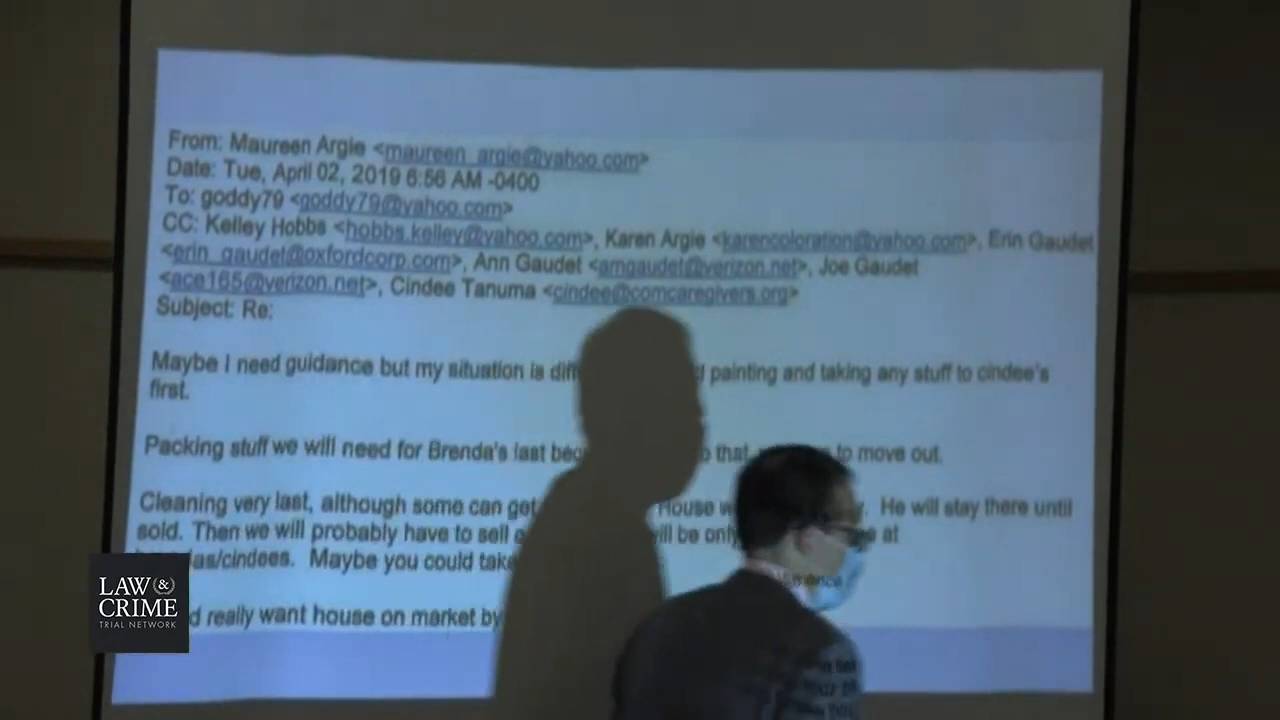 From: Maureen Argie <maureen_argie@yahoo.com>
Date: Tue, April 02, 2019 6:56 AM -0400
To: goddy79 <goddy79@yahoo.com>
CC: Kelley Hobbs <hobbs.kelley@yahoo.com>, Karen Argie <karencoloration@yahoo.com>, Erin Gaudet
<erin_gaudet@oxfordcorp.com>, Ann Gaudet <amgaudet@verizon.net>, Joe Gaudet
<ace165@verizon.net>, Cindee Tanuma <cindee@comcaregivers.org>
Subject: Re:
Maybe I need guidance but my situation is painting and taking any stuff to cindee's
first.
Packing stuff we will need for Brenda's last that to move out.
Cleaning very last, although some can get House He will stay there until
sold. Then we will probably have to sell be only at
/cindees. Maybe you could take
really want house on market by
LAW &
CRIME
TRIAL NETWORK